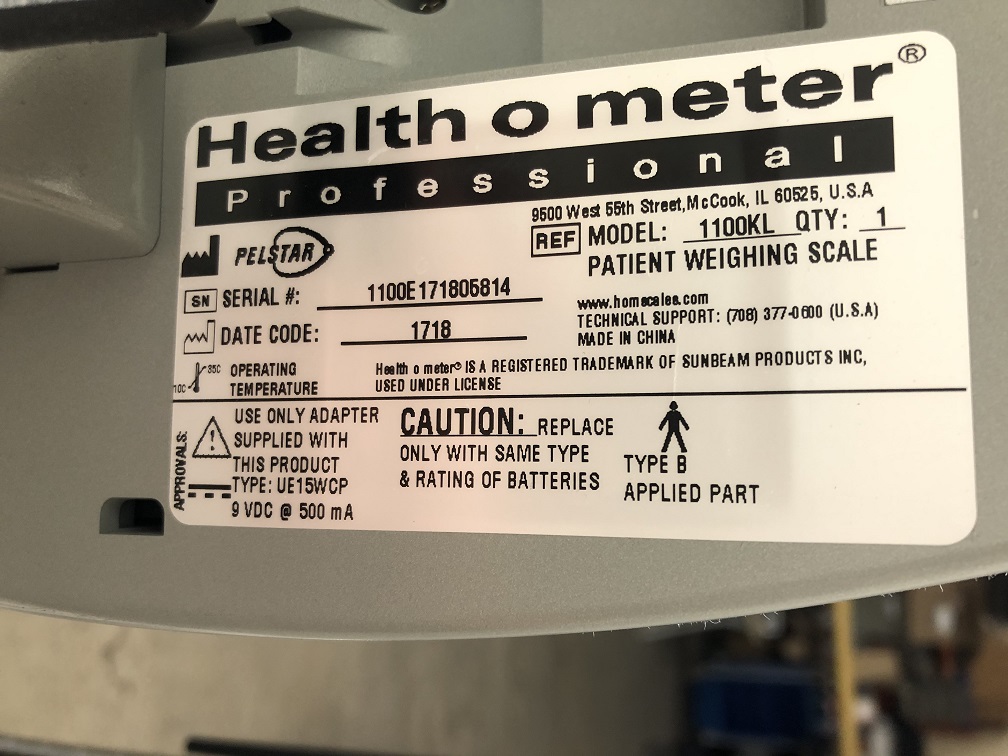 Health o meter®
Professional
9500 West 55th Street, McCook, IL 60525, U.S.A
REF MODEL: 1100KL QTY: 1
PATIENT WEIGHING SCALE
PELSTAR
SN SERIAL #: 1100E171805814
DATE CODE: 1718
www.homscales.com
TECHNICAL SUPPORT: (708) 377-0600 (U.S.A)
MADE IN CHINA
10C 35C OPERATING
TEMPERATURE
Health o meter® IS A REGISTERED TRADEMARK OF SUNBEAM PRODUCTS INC,
USED UNDER LICENSE
APPROVALS:
USE ONLY ADAPTER
SUPPLIED WITH
THIS PRODUCT
TYPE: UE15WCP
9 VDC @ 500 mA
CAUTION: REPLACE
ONLY WITH SAME TYPE
& RATING OF BATTERIES
TYPE B
APPLIED PART